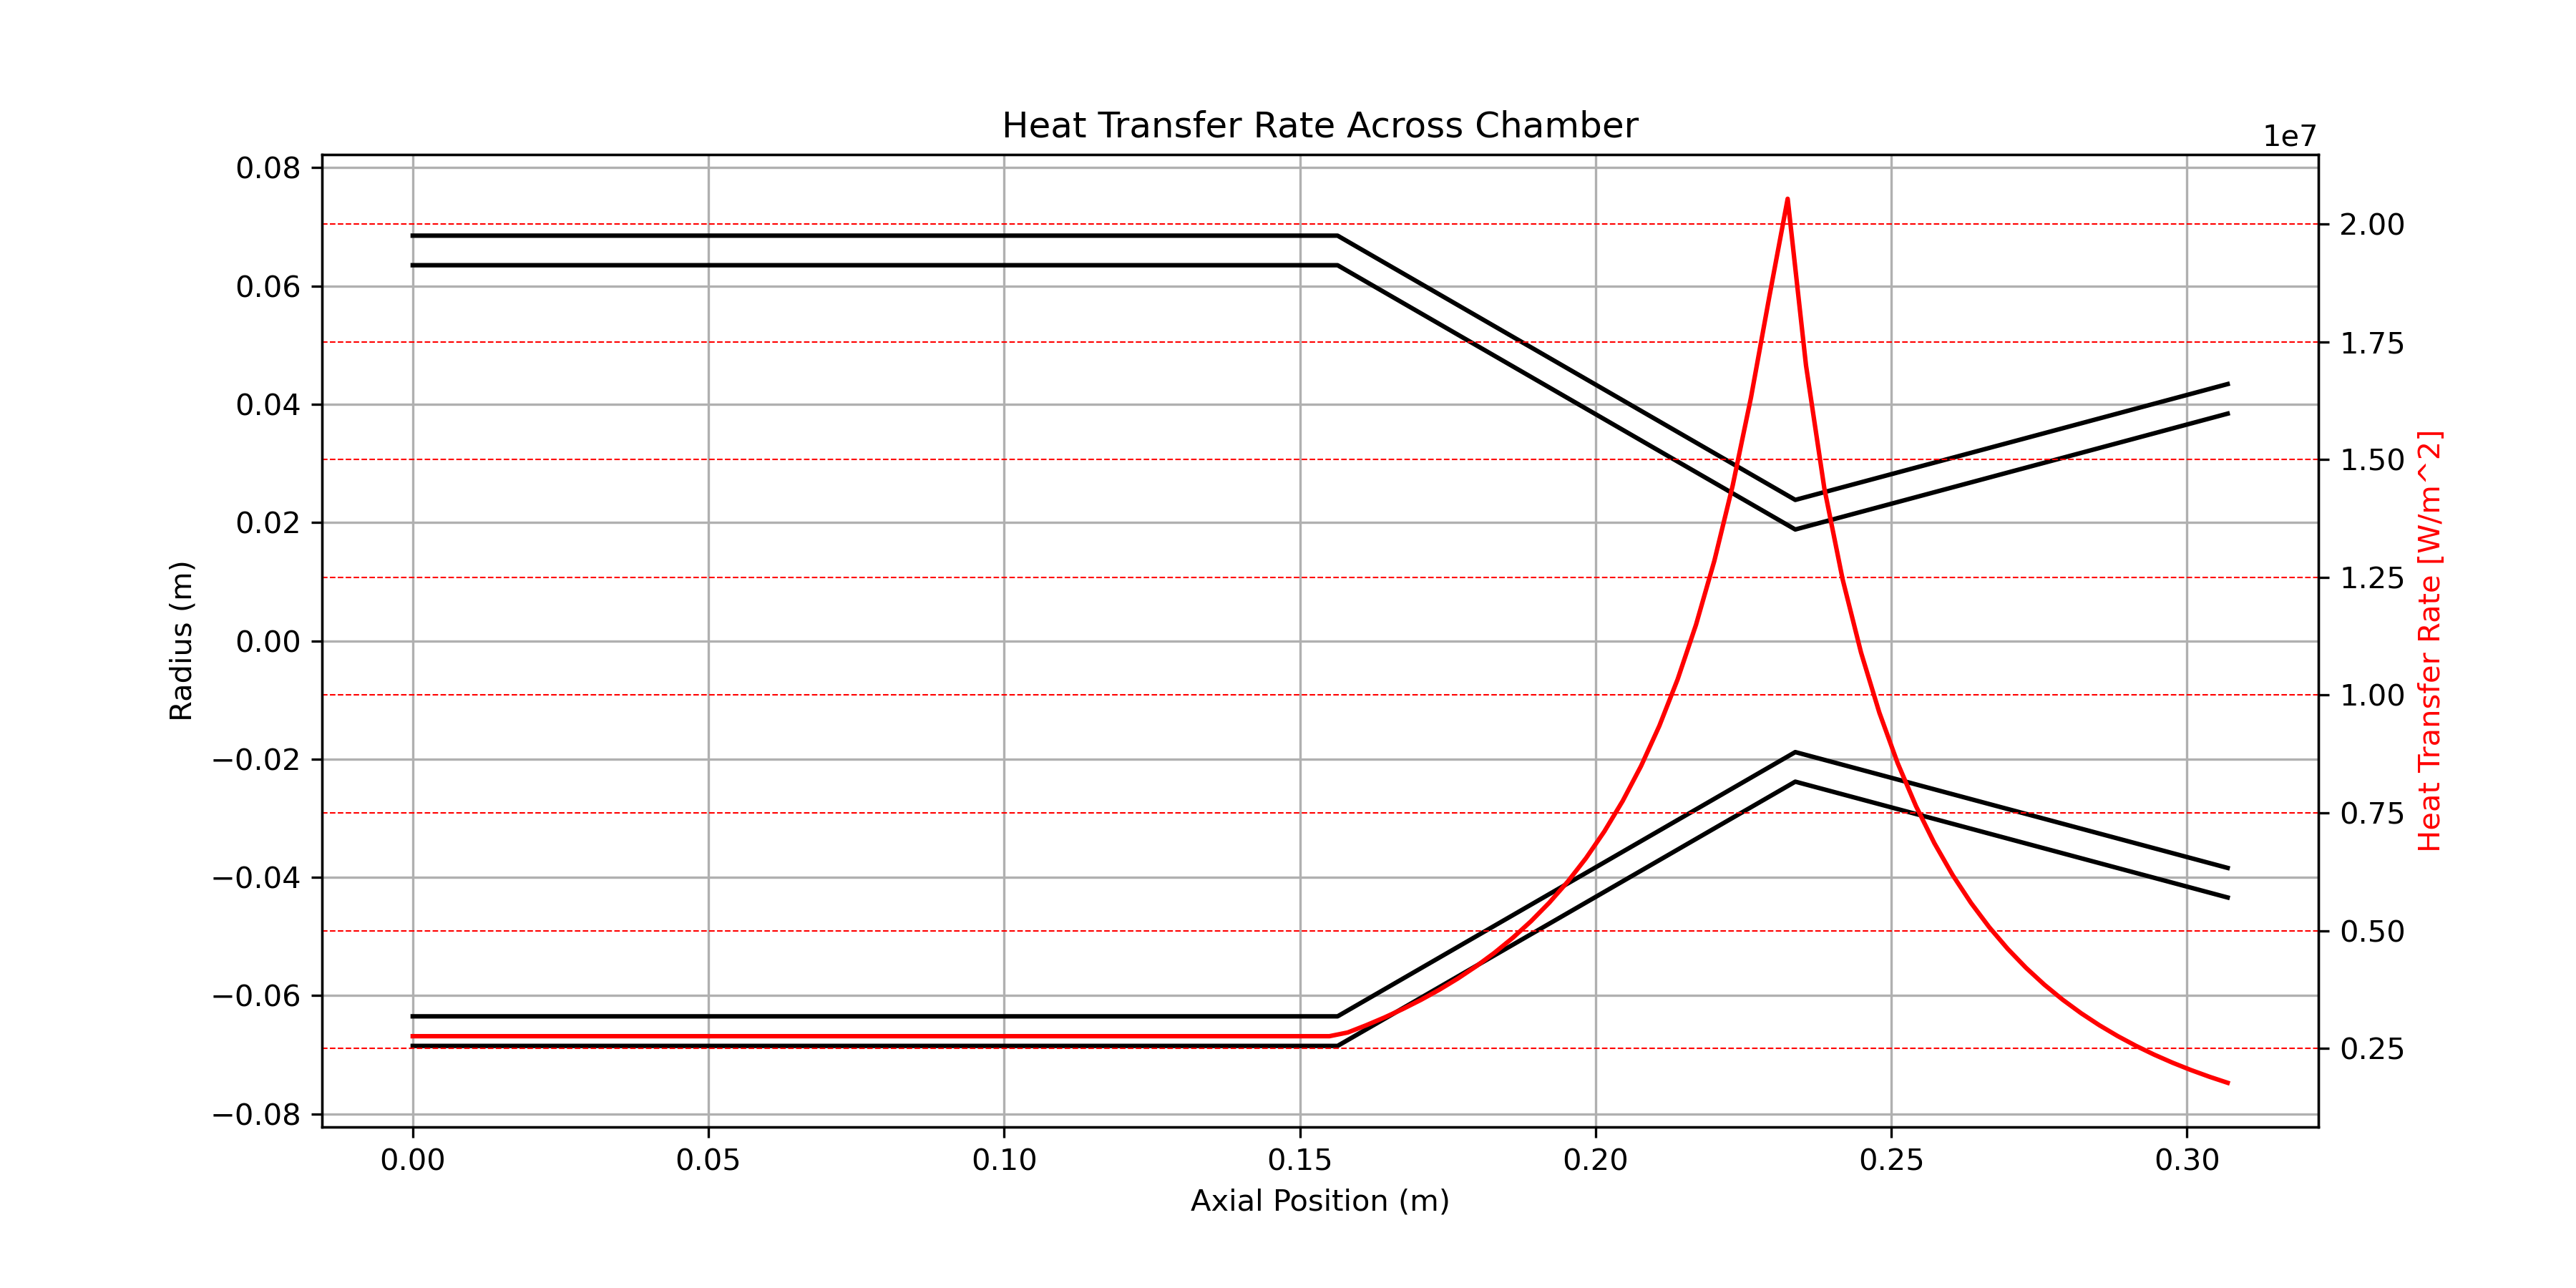 Heat Transfer Rate Across Chamber
1e7
0.08
0.06
0.04
0.02
0.00
−0.02
−0.04
−0.06
−0.08
Radius (m)
2.00
1.75
1.50
1.25
1.00
0.75
0.50
0.25
Heat Transfer Rate [W/m^2]
0.00 0.05 0.10 0.15 0.20 0.25 0.30
Axial Position (m)